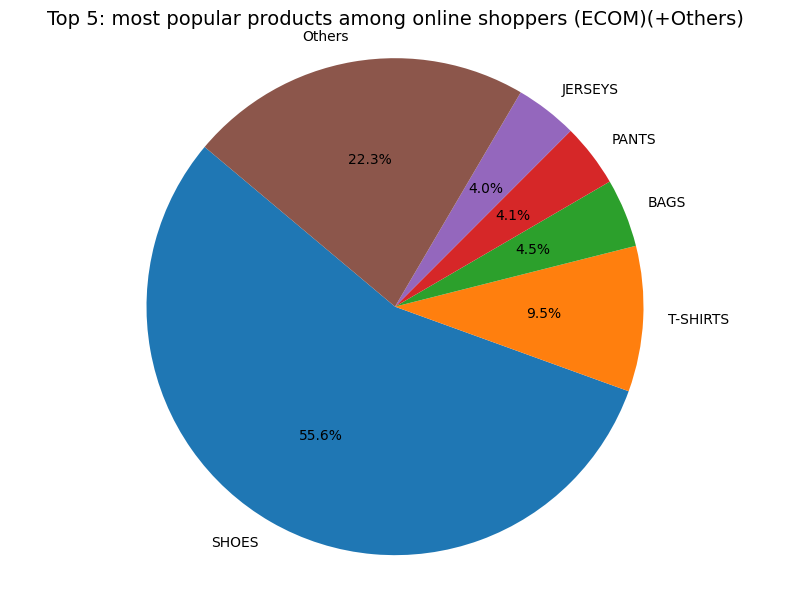 Top 5: most popular products among online shoppers (ECOM)(+Others)
Others
JERSEYS
PANTS
BAGS
T-SHIRTS
SHOES
22.3%
4.0%
4.1%
4.5%
9.5%
55.6%